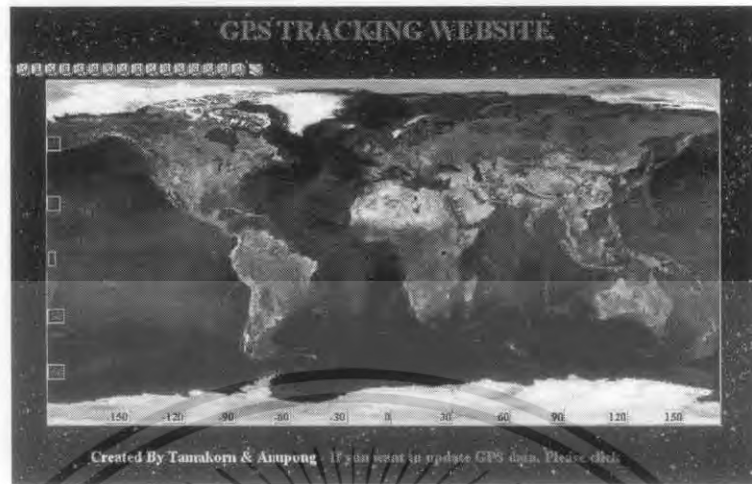 GPS TRACKING WEBSITE
-150 -120 -90 -60 -30 0 30 60 90 120 150
Created By Tamakorn & Anupong - If you want to update GPS data, Please click